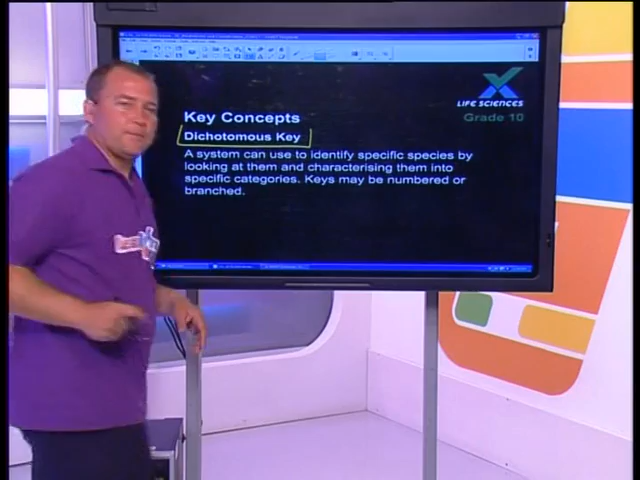 Key Concepts
LIFE SCIENCES
Grade 10
Dichotomous Key
A system can use to identify specific species by
looking at them and characterising them into
specific categories. Keys may be numbered or
branched.